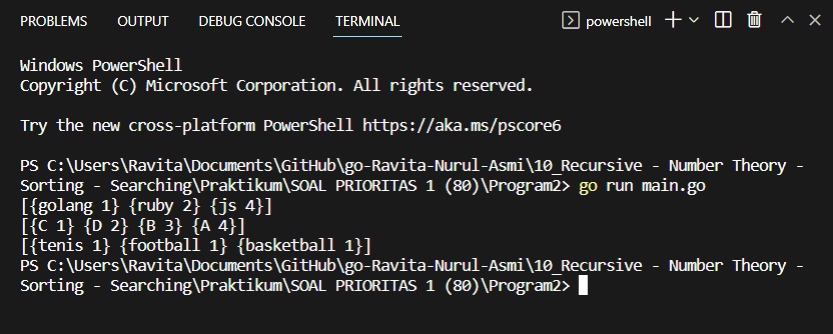 PROBLEMS OUTPUT DEBUG CONSOLE TERMINAL powershell
Windows PowerShell
Copyright (C) Microsoft Corporation. All rights reserved.
Try the new cross-platform PowerShell https://aka.ms/pscore6
PS C:\Users\Ravita\Documents\GitHub\go-Ravita-Nurul-Asmi\10_Recursive - Number Theory -
Sorting - Searching\Praktikum\SOAL PRIORITAS 1 (80)\Program2> go run main.go
[{golang 1} {ruby 2} {js 4}]
[{C 1} {D 2} {B 3} {A 4}]
[{tenis 1} {football 1} {basketball 1}]
PS C:\Users\Ravita\Documents\GitHub\go-Ravita-Nurul-Asmi\10_Recursive - Number Theory -
Sorting - Searching\Praktikum\SOAL PRIORITAS 1 (80)\Program2>